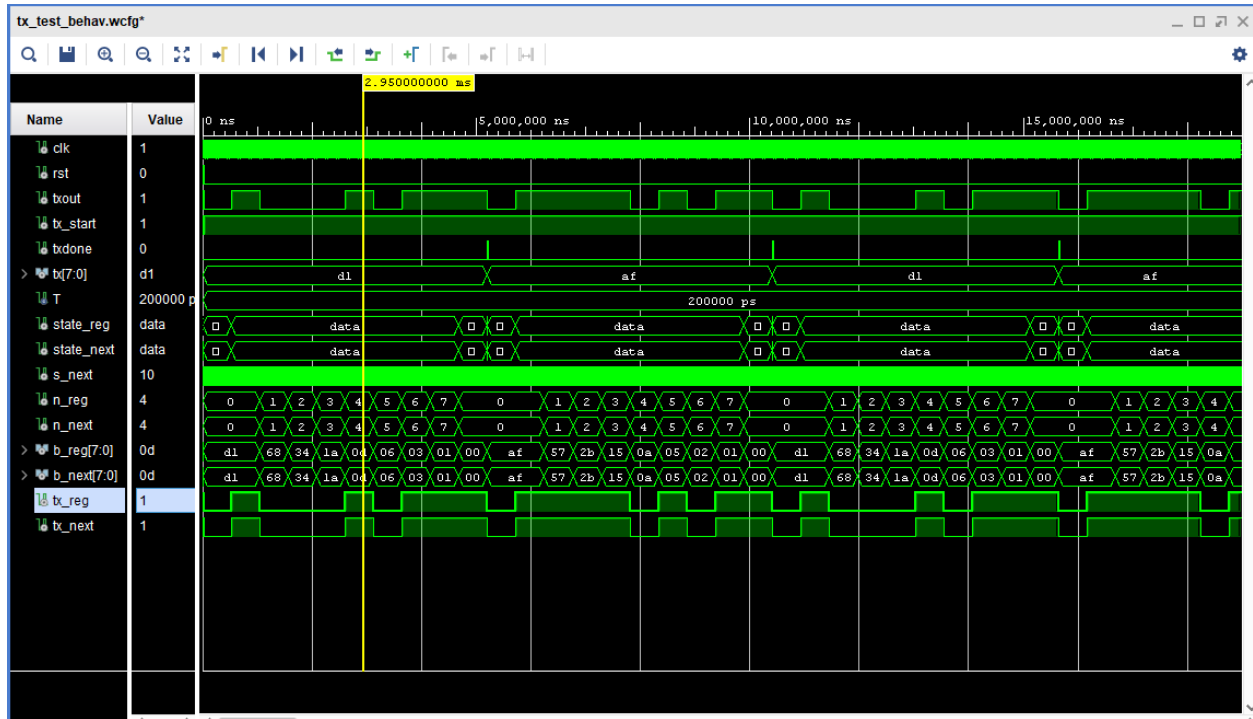 tx_test_behav.wcfg*
2.950000000 ms
Name Value 0 ns 5,000,000 ns 10,000,000 ns 15,000,000 ns
clk 1
rst 0
txout 1
tx_start 1
txdone 0
tx[7:0] d1 d1 af d1 af
T 200000 p 200000 ps
state_reg data data data data data
state_next data data data data data
s_next 10
n_reg 4 0 1 2 3 4 5 6 7 0 1 2 3 4 5 6 7 0 1 2 3 4 5 6 7 0 1 2 3 4
n_next 4 0 1 2 3 4 5 6 7 0 1 2 3 4 5 6 7 0 1 2 3 4 5 6 7 0 1 2 3 4
b_reg[7:0] 0d d1 68 34 1a 0d 06 03 01 00 af 57 2b 15 0a 05 02 01 00 d1 68 34 1a 0d 06 03 01 00 af 57 2b 15 0a
b_next[7:0] 0d d1 68 34 1a 0d 06 03 01 00 af 57 2b 15 0a 05 02 01 00 d1 68 34 1a 0d 06 03 01 00 af 57 2b 15 0a
tx_reg 1
tx_next 1